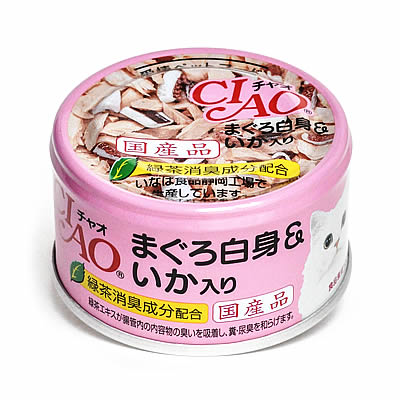 CIAO
チャオ
まぐろ白身&
いか入り
国産品
緑茶消臭成分配合
いなば食品静岡工場で
生産しています。
CIAO®
チャオ
まぐろ白身&
いか入り
緑茶消臭成分配合
国産品
緑茶エキスが腸管内の内容物の臭いを吸着し、糞・尿臭を和らげます。